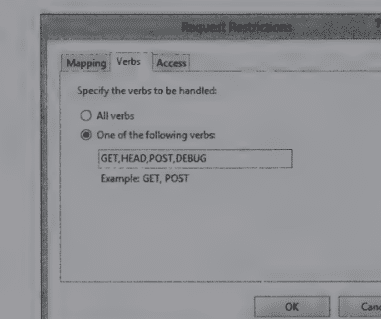 Request Restrictions
Mapping Verbs Access
Specify the verbs to be handled:
All verbs
One of the following verbs:
GET,HEAD,POST,DEBUG
Example: GET, POST
OK